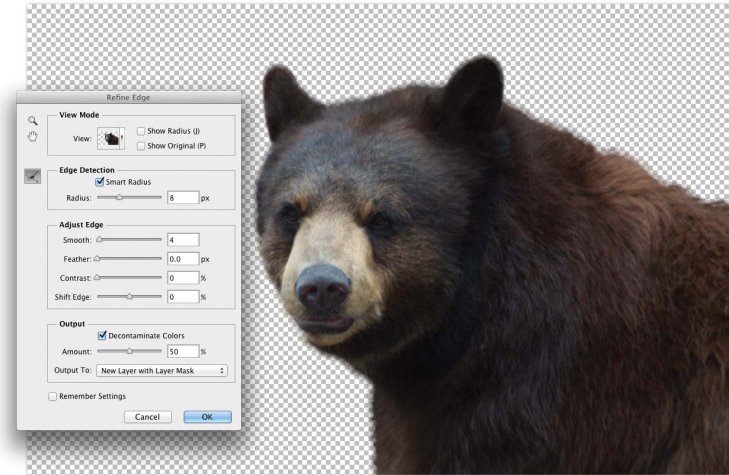 Refine Edge
View Mode
View:
Show Radius (J)
Show Original (P)
Edge Detection
Smart Radius
Radius: 8 px
Adjust Edge
Smooth: 4
Feather: 0.0 px
Contrast: 0 %
Shift Edge: 0 %
Output
Decontaminate Colors
Amount: 50 %
Output To: New Layer with Layer Mask
Remember Settings
Cancel OK